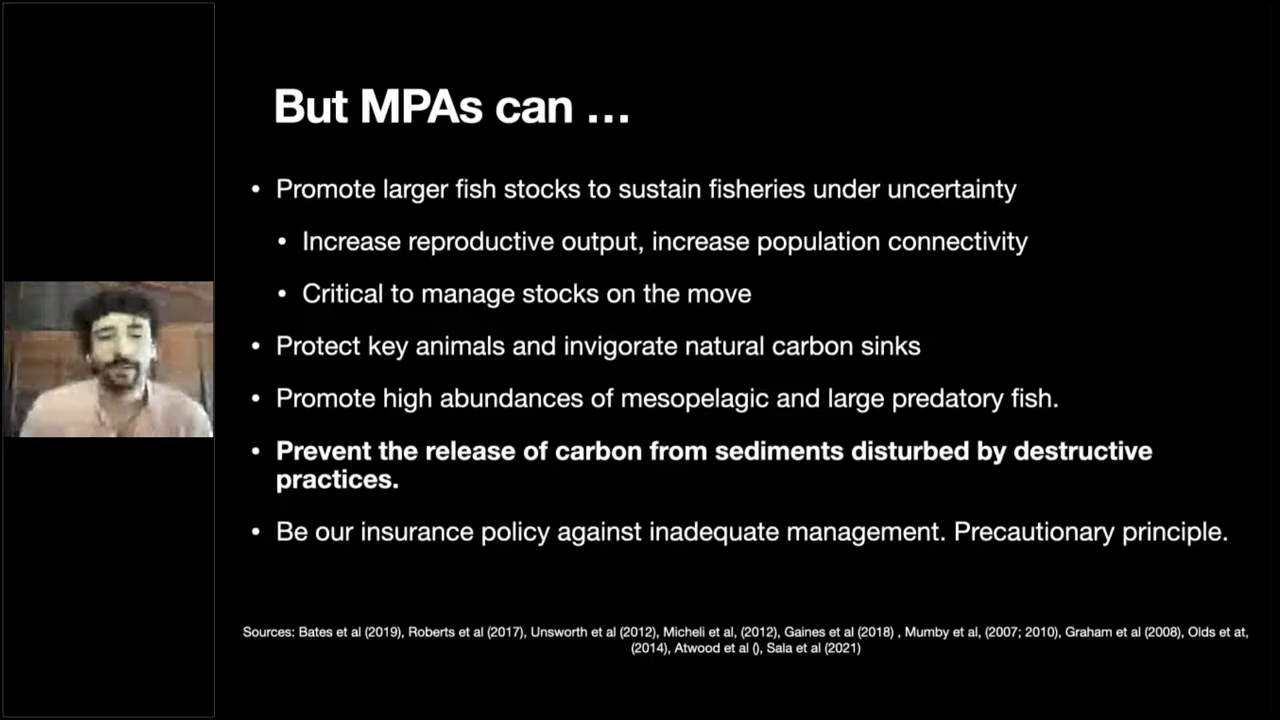 But MPAs can …
• Promote larger fish stocks to sustain fisheries under uncertainty
• Increase reproductive output, increase population connectivity
• Critical to manage stocks on the move
• Protect key animals and invigorate natural carbon sinks
• Promote high abundances of mesopelagic and large predatory fish.
• Prevent the release of carbon from sediments disturbed by destructive
practices.
• Be our insurance policy against inadequate management. Precautionary principle.
Sources: Bates et al (2019), Roberts et al (2017), Unsworth et al (2012), Micheli et al, (2012), Gaines et al (2018) , Mumby et al, (2007; 2010), Graham et al (2008), Olds et at,
(2014), Atwood et al (), Sala et al (2021)